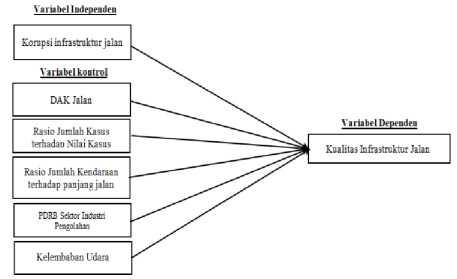 Variabel Independen
Korupsi infrastruktur jalan
Variabel kontrol
DAK Jalan
Rasio Jumlah Kasus
terhadap Nilai Kasus
Rasio Jumlah Kendaraan
terhadap panjang jalan
PDRB Sektor Industri
Pengolahan
Kelembaban Udara
Variabel Dependen
Kualitas Infrastruktur Jalan